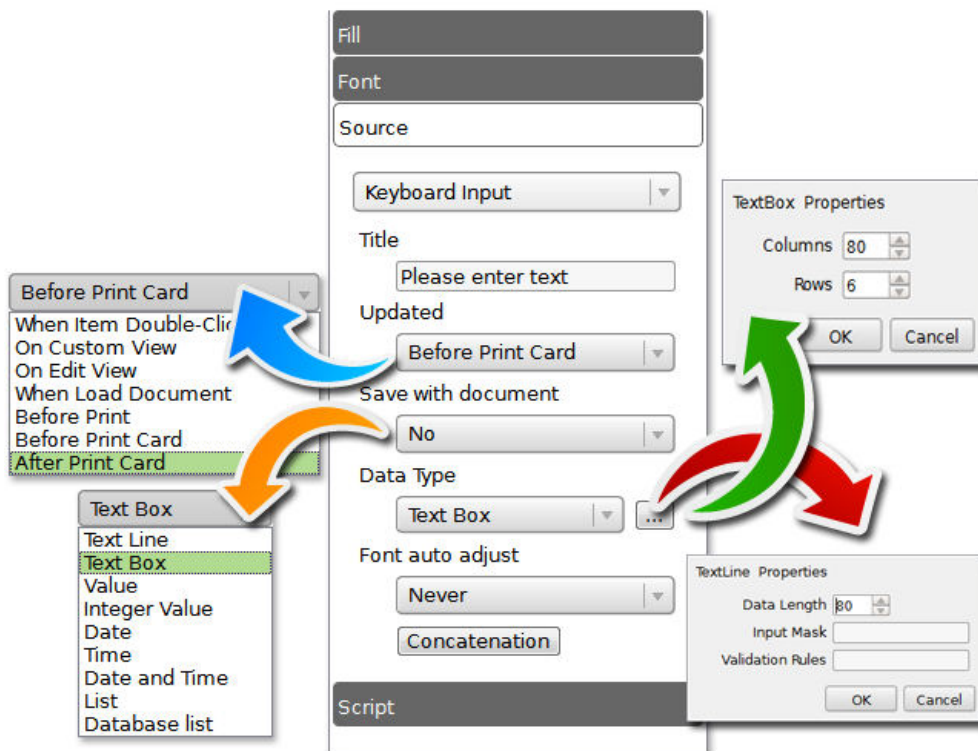 Fill
Font
Source
Keyboard Input
Title
Please enter text
Updated
Before Print Card
Save with document
No
Data Type
Text Box
...
Font auto adjust
Never
Concatenation
Script
Before Print Card
When Item Double-Clic
On Custom View
On Edit View
When Load Document
Before Print
Before Print Card
After Print Card
Text Box
Text Line
Text Box
Value
Integer Value
Date
Time
Date and Time
List
Database list
TextBox Properties
Columns 80
Rows 6
OK Cancel
TextLine Properties
Data Length 80
Input Mask
Validation Rules
OK Cancel